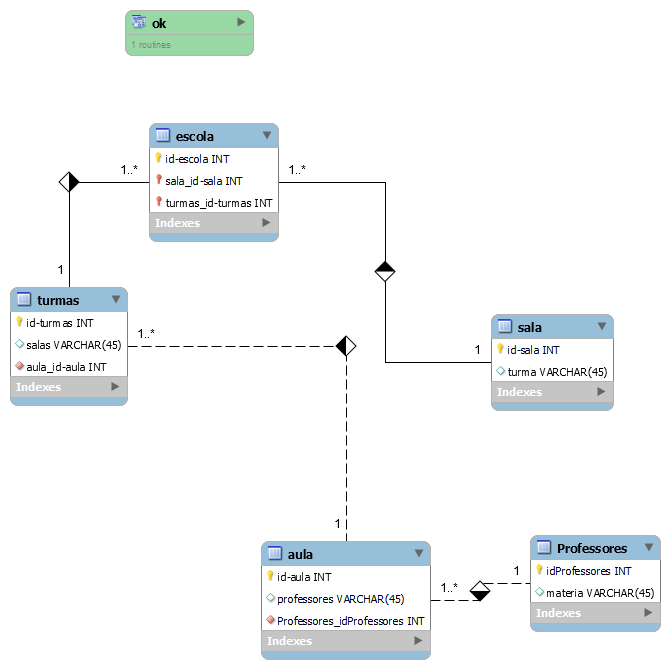 ok
1 routines
escola
id-escola INT
sala_id-sala INT
turmas_id-turmas INT
Indexes
1..*
1..*
1
turmas
id-turmas INT
salas VARCHAR(45)
aula_id-aula INT
Indexes
1..*
1
sala
id-sala INT
turma VARCHAR(45)
Indexes
1
aula
id-aula INT
professores VARCHAR(45)
Professores_idProfessores INT
Indexes
1..*
1
Professores
idProfessores INT
materia VARCHAR(45)
Indexes